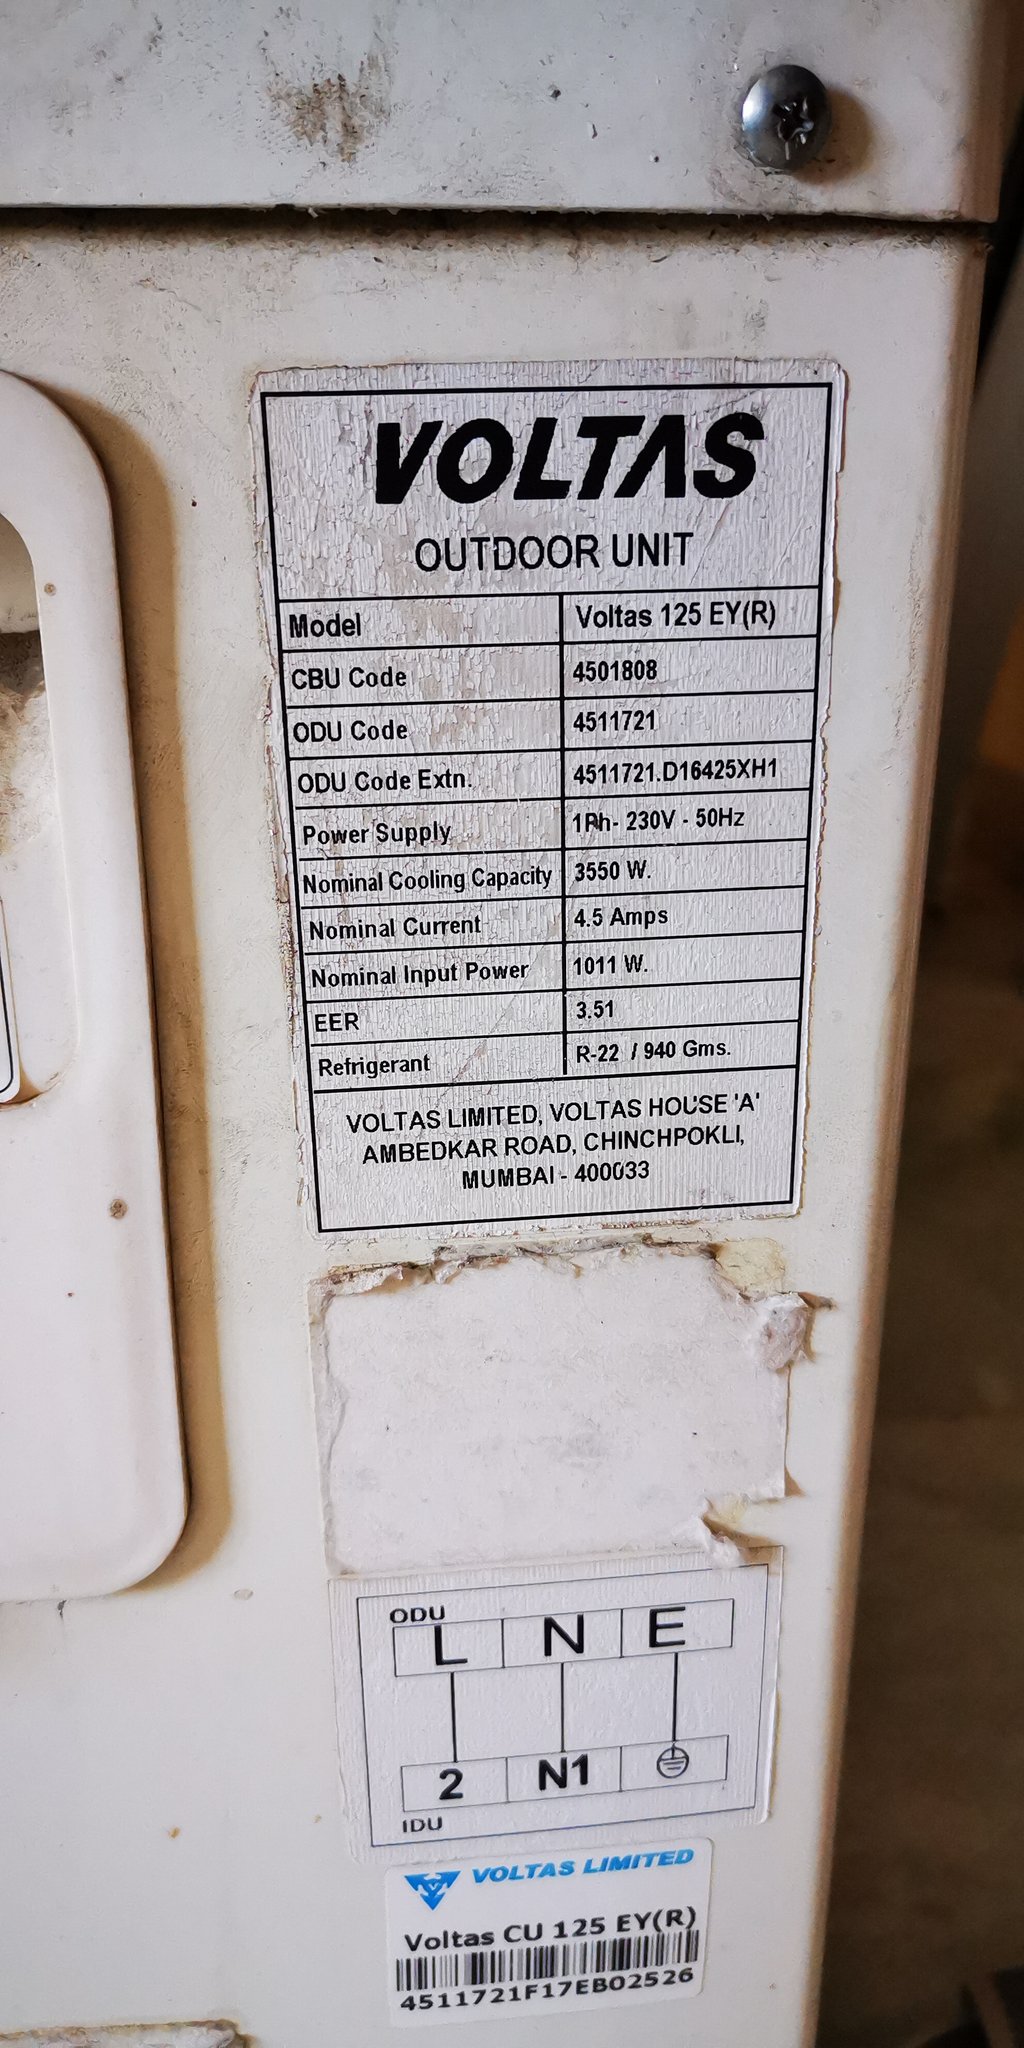 VOLTAS
OUTDOOR UNIT
Model Voltas 125 EY(R)
CBU Code 4501808
ODU Code 4511721
ODU Code Extn. 4511721.D16425XH1
Power Supply 1Ph- 230V - 50Hz
Nominal Cooling Capacity 3550 W.
Nominal Current 4.5 Amps
Nominal Input Power 1011 W.
EER 3.51
Refrigerant R-22 / 940 Gms.
VOLTAS LIMITED, VOLTAS HOUSE 'A'
AMBEDKAR ROAD, CHINCHPOKLI,
MUMBAI - 400033
ODU
L N E
2 N1
IDU
VOLTAS LIMITED
Voltas CU 125 EY(R)
4511721F17EB02526